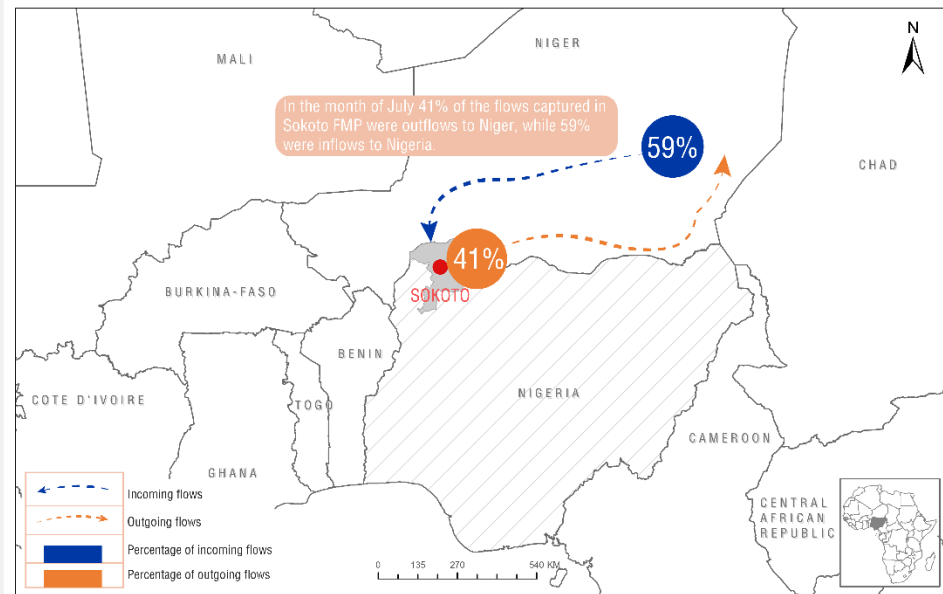 N
NIGER
MALI
In the month of July 41% of the flows captured in
Sokoto FMP were outflows to Niger, while 59%
were inflows to Nigeria.
59%
CHAD
41%
SOKOTO
BURKINA-FASO
BENIN
NIGERIA
COTE D'IVOIRE
TOGO
GHANA
CAMEROON
CENTRAL
AFRICAN
REPUBLIC
Incoming flows
Outgoing flows
Percentage of incoming flows
Percentage of outgoing flows
0 135 270 540 KM